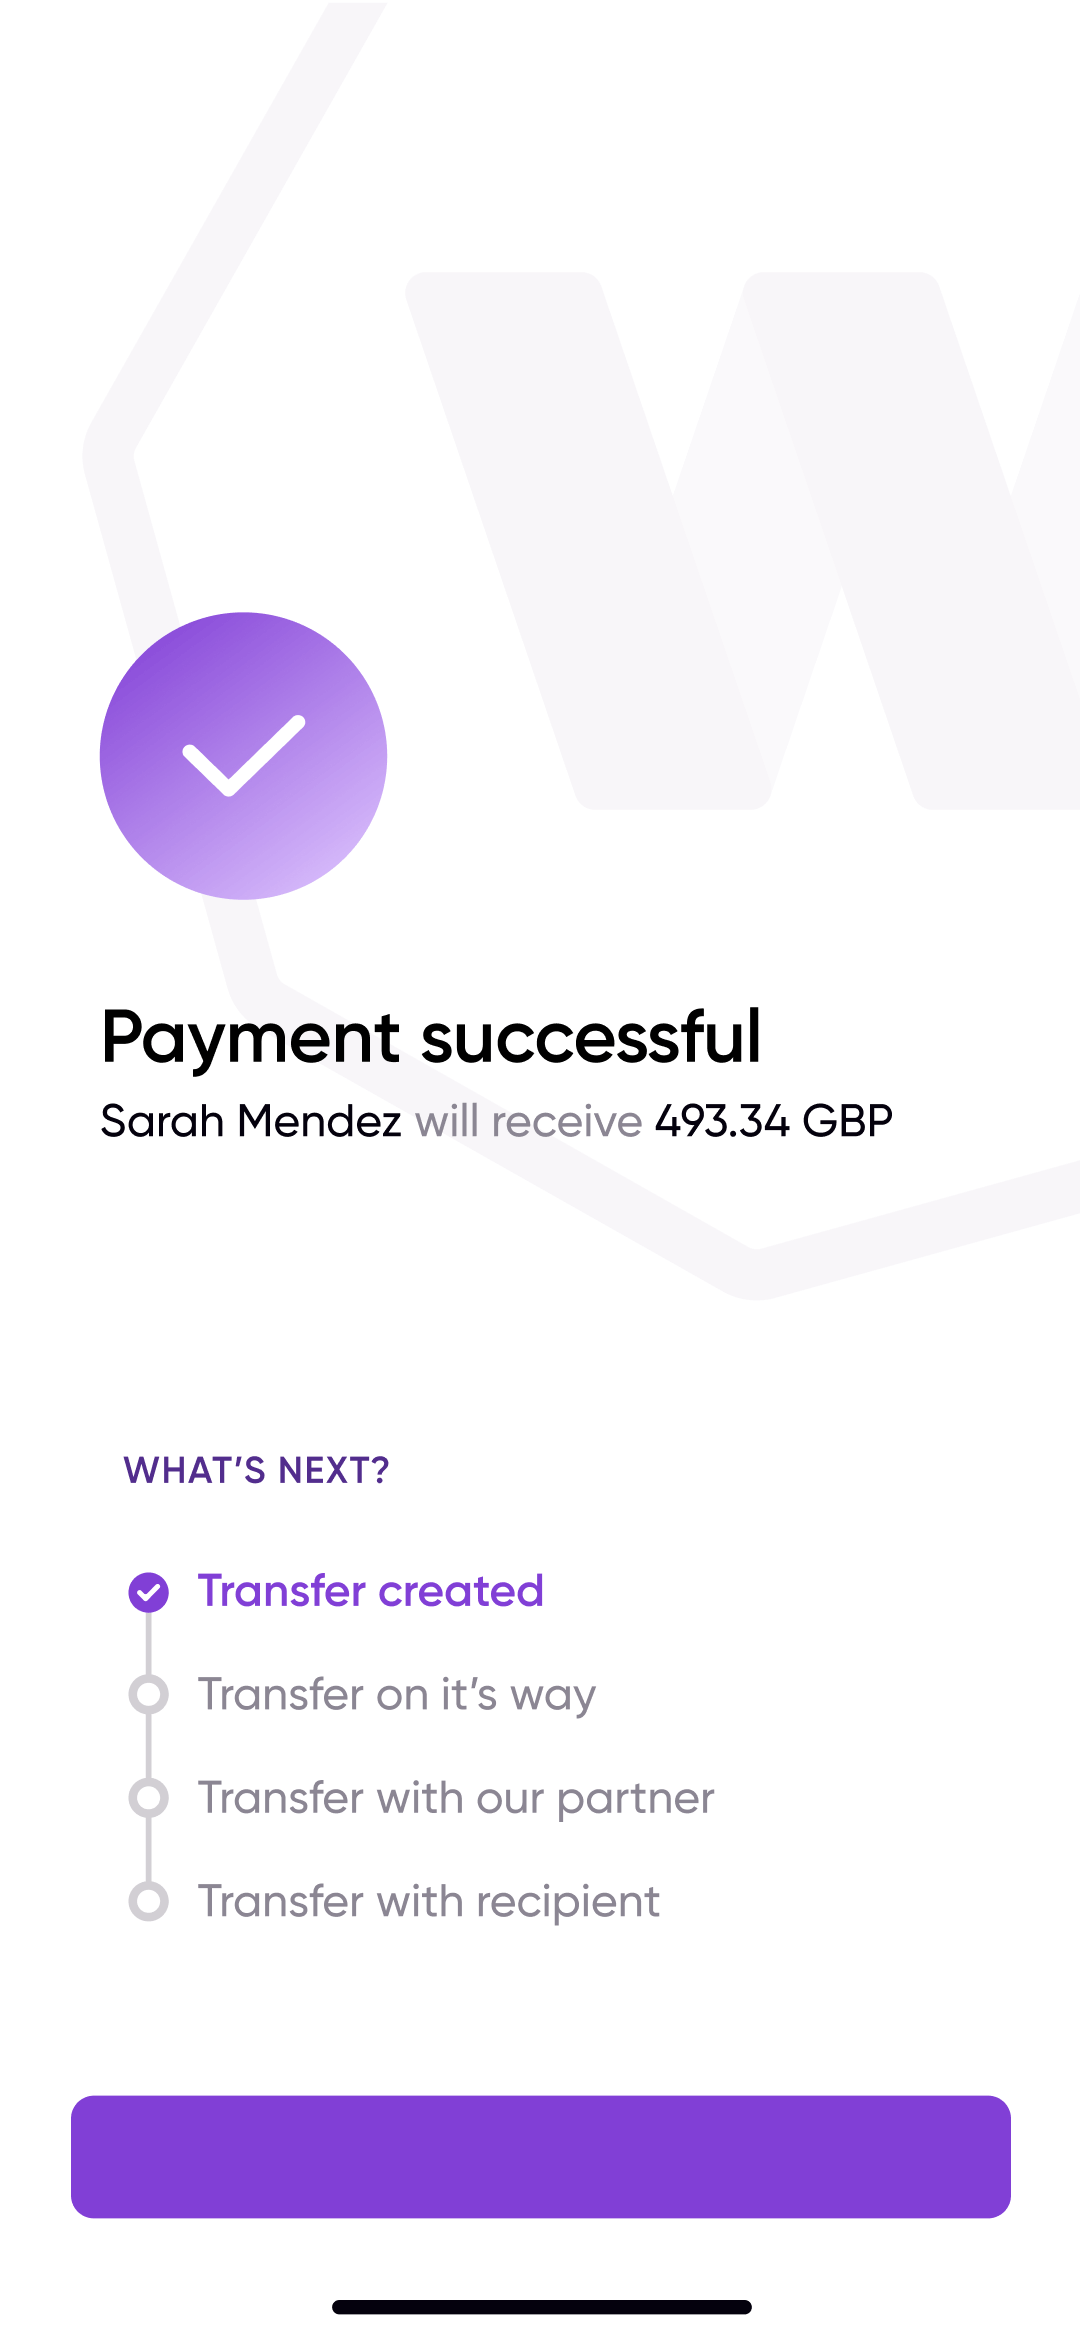 Payment successful
Sarah Mendez will receive 493.34 GBP
WHAT’S NEXT?
Transfer created
Transfer on it’s way
Transfer with our partner
Transfer with recipient